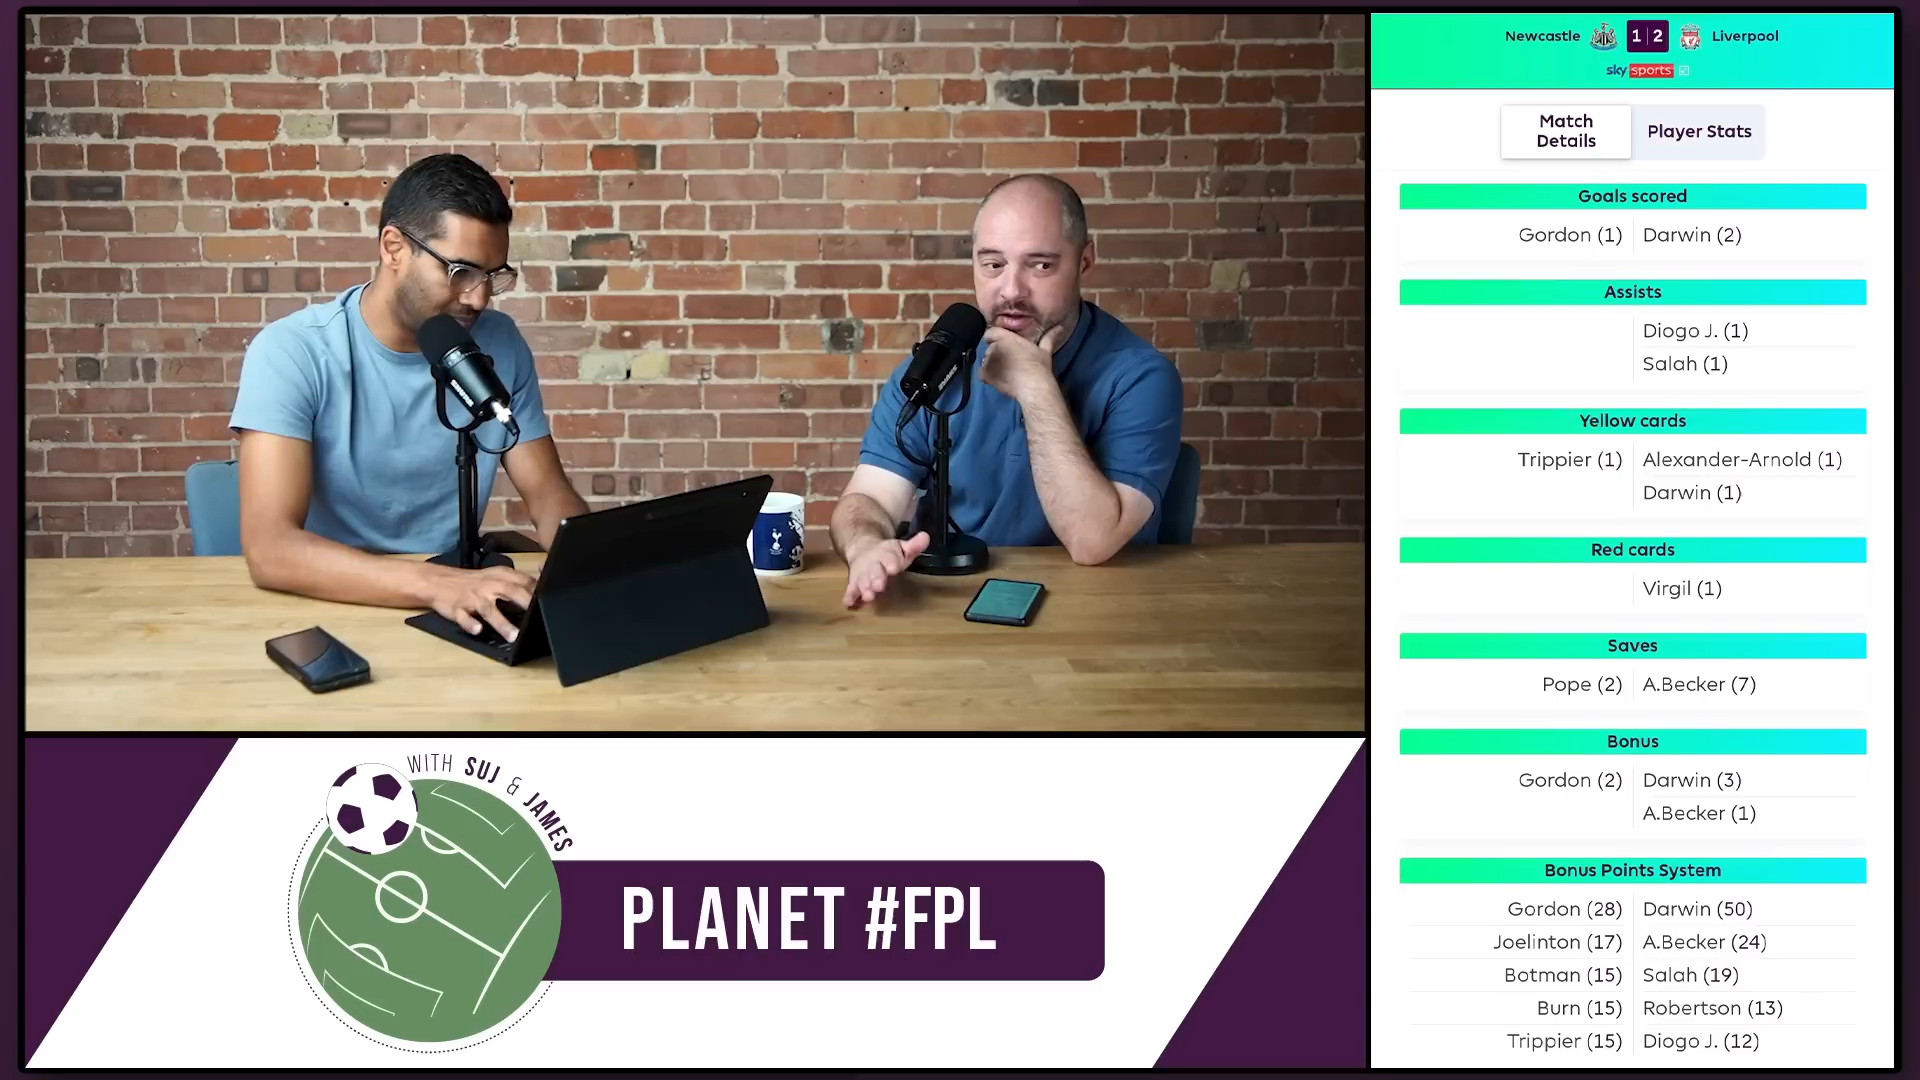 Newcastle 1 | 2 Liverpool
sky sports
Match Details
Player Stats
Goals scored
Gordon (1) Darwin (2)
Assists
Diogo J. (1)
Salah (1)
Yellow cards
Trippier (1) Alexander-Arnold (1)
Darwin (1)
Red cards
Virgil (1)
Saves
Pope (2) A.Becker (7)
Bonus
Gordon (2) Darwin (3)
A.Becker (1)
Bonus Points System
Gordon (28) Darwin (50)
Joelinton (17) A.Becker (24)
Botman (15) Salah (19)
Burn (15) Robertson (13)
Trippier (15) Diogo J. (12)
WITH SUJ & JAMES
PLANET #FPL